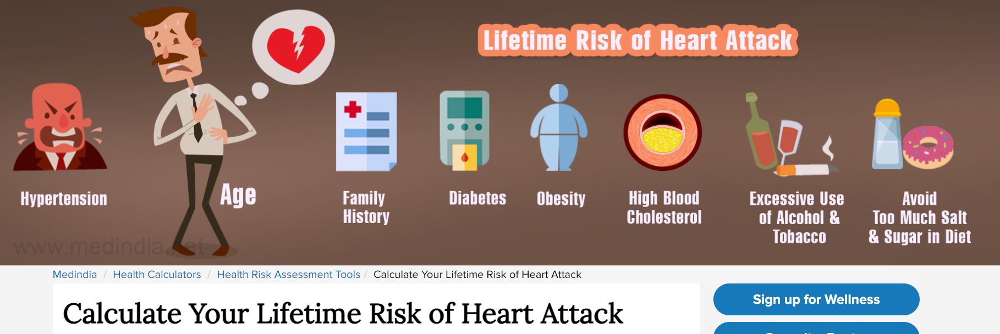 Lifetime Risk of Heart Attack
Hypertension
Age
Family
History
Diabetes
Obesity
High Blood
Cholesterol
Excessive Use
of Alcohol &
Tobacco
Avoid
Too Much Salt
& Sugar in Diet
www.medindia.net
Medindia / Health Calculators / Health Risk Assessment Tools / Calculate Your Lifetime Risk of Heart Attack
Calculate Your Lifetime Risk of Heart Attack
Sign up for Wellness